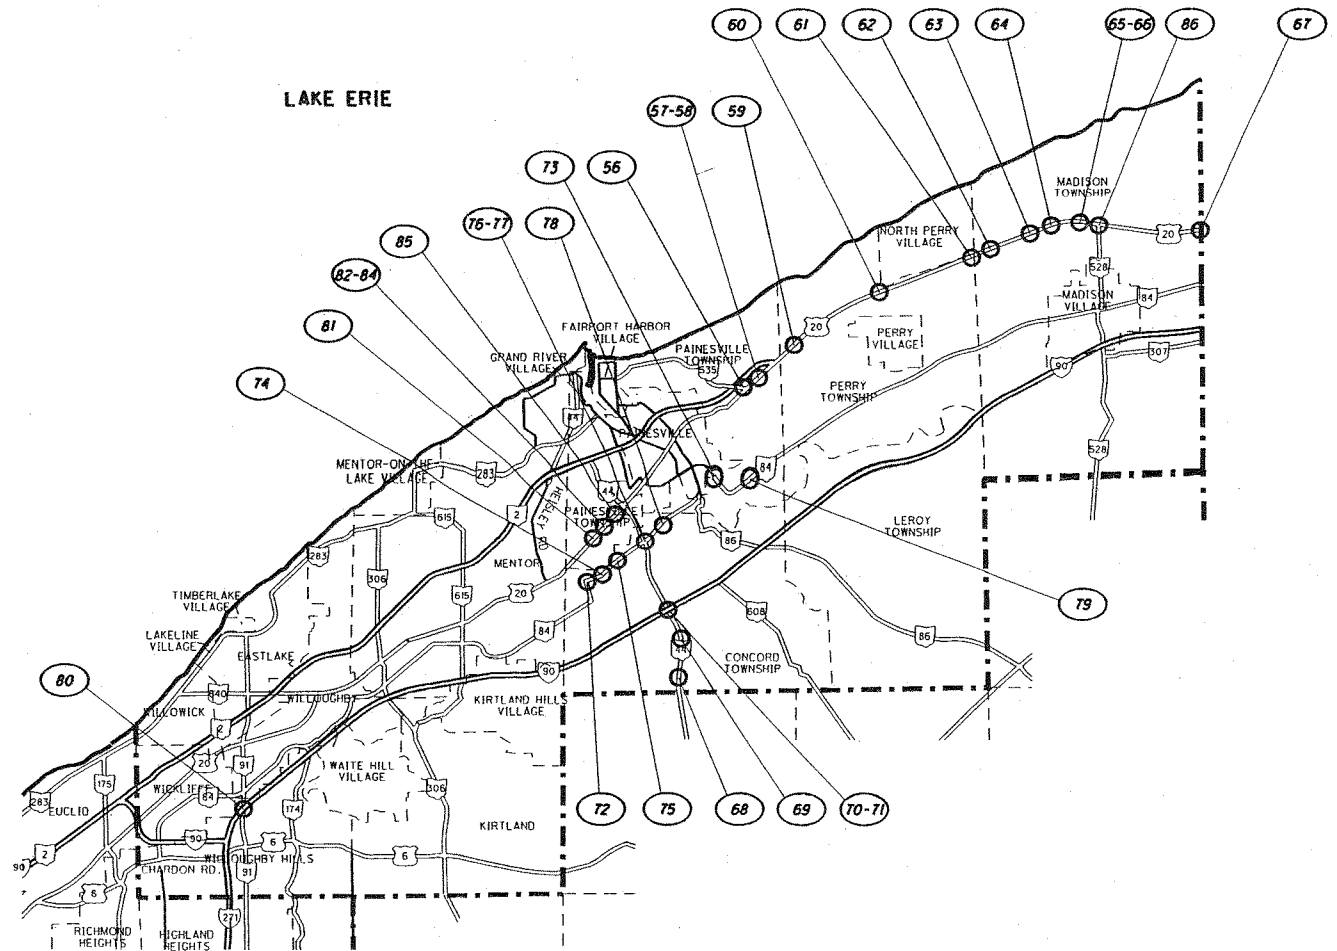 60
61
62
63
64
65-66
86
67
LAKE ERIE
57-58
59
73
56
MADISON
TOWNSHIP
76-77
78
NORTH PERRY
VILLAGE
20
85
82-84
528
MADISON
VILLAGE
84
81
FAIRPORT HARBOR
VILLAGE
20
PERRY
VILLAGE
GRAND RIVER
VILLAGE
PAINESVILLE
TOWNSHIP
535
307
90
74
PERRY
TOWNSHIP
44
PAINESVILLE
528
MENTOR-ON-THE
LAKE VILLAGE
283
84
44
HEISLEY RD
2
615
PAINESVILLE
TOWNSHIP
LEROY
TOWNSHIP
86
283
MENTOR
306
20
615
TIMBERLAKE
VILLAGE
79
608
LAKELINE
VILLAGE
84
86
EASTLAKE
44
CONCORD
TOWNSHIP
80
90
640
WILLOUGHBY
KIRTLAND HILLS
VILLAGE
WILLOWICK
2
20
91
WAITE HILL
VILLAGE
175
WICKLIFFE
84
306
283
EUCLID
174
72
75
68
69
70-71
KIRTLAND
90
6
2
6
90
WILLOUGHBY HILLS
CHARDON RD.
91
6
271
RICHMOND
HEIGHTS
HIGHLAND
HEIGHTS